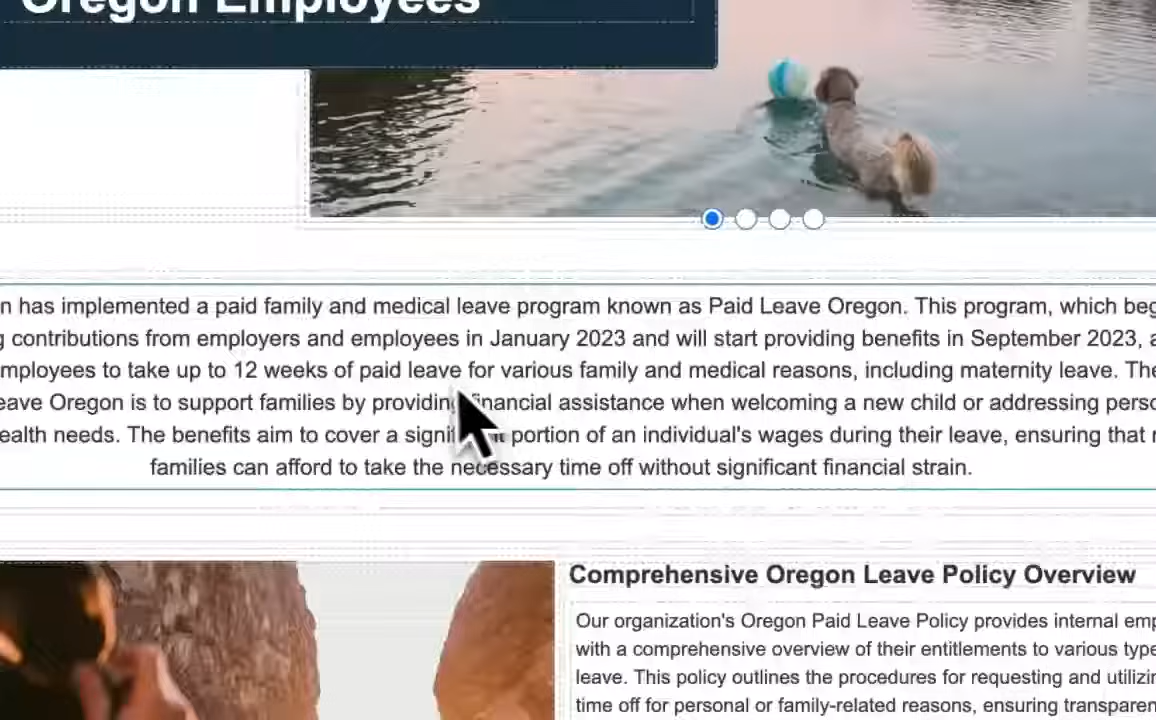 Oregon Employees
n has implemented a paid family and medical leave program known as Paid Leave Oregon. This program, which beg
g contributions from employers and employees in January 2023 and will start providing benefits in September 2023, a
mployees to take up to 12 weeks of paid leave for various family and medical reasons, including maternity leave. The
eave Oregon is to support families by providing financial assistance when welcoming a new child or addressing perso
ealth needs. The benefits aim to cover a signi t portion of an individual's wages during their leave, ensuring that
families can afford to take the necessary time off without significant financial strain.
Comprehensive Oregon Leave Policy Overview
Our organization's Oregon Paid Leave Policy provides internal emp
with a comprehensive overview of their entitlements to various type
leave. This policy outlines the procedures for requesting and utilizin
time off for personal or family-related reasons, ensuring transparen